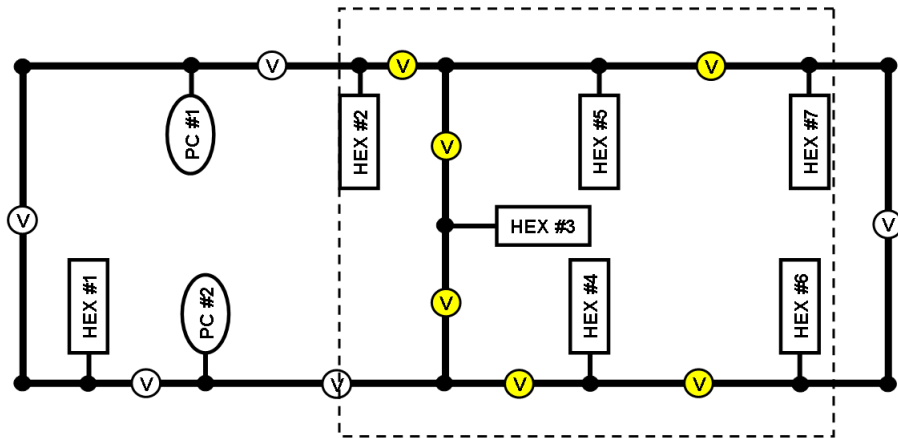 V
V
V
PC #1
HEX #2
HEX #5
HEX #7
V
V
HEX #3
V
V
HEX #1
PC #2
HEX #4
HEX #6
V
V
V
V